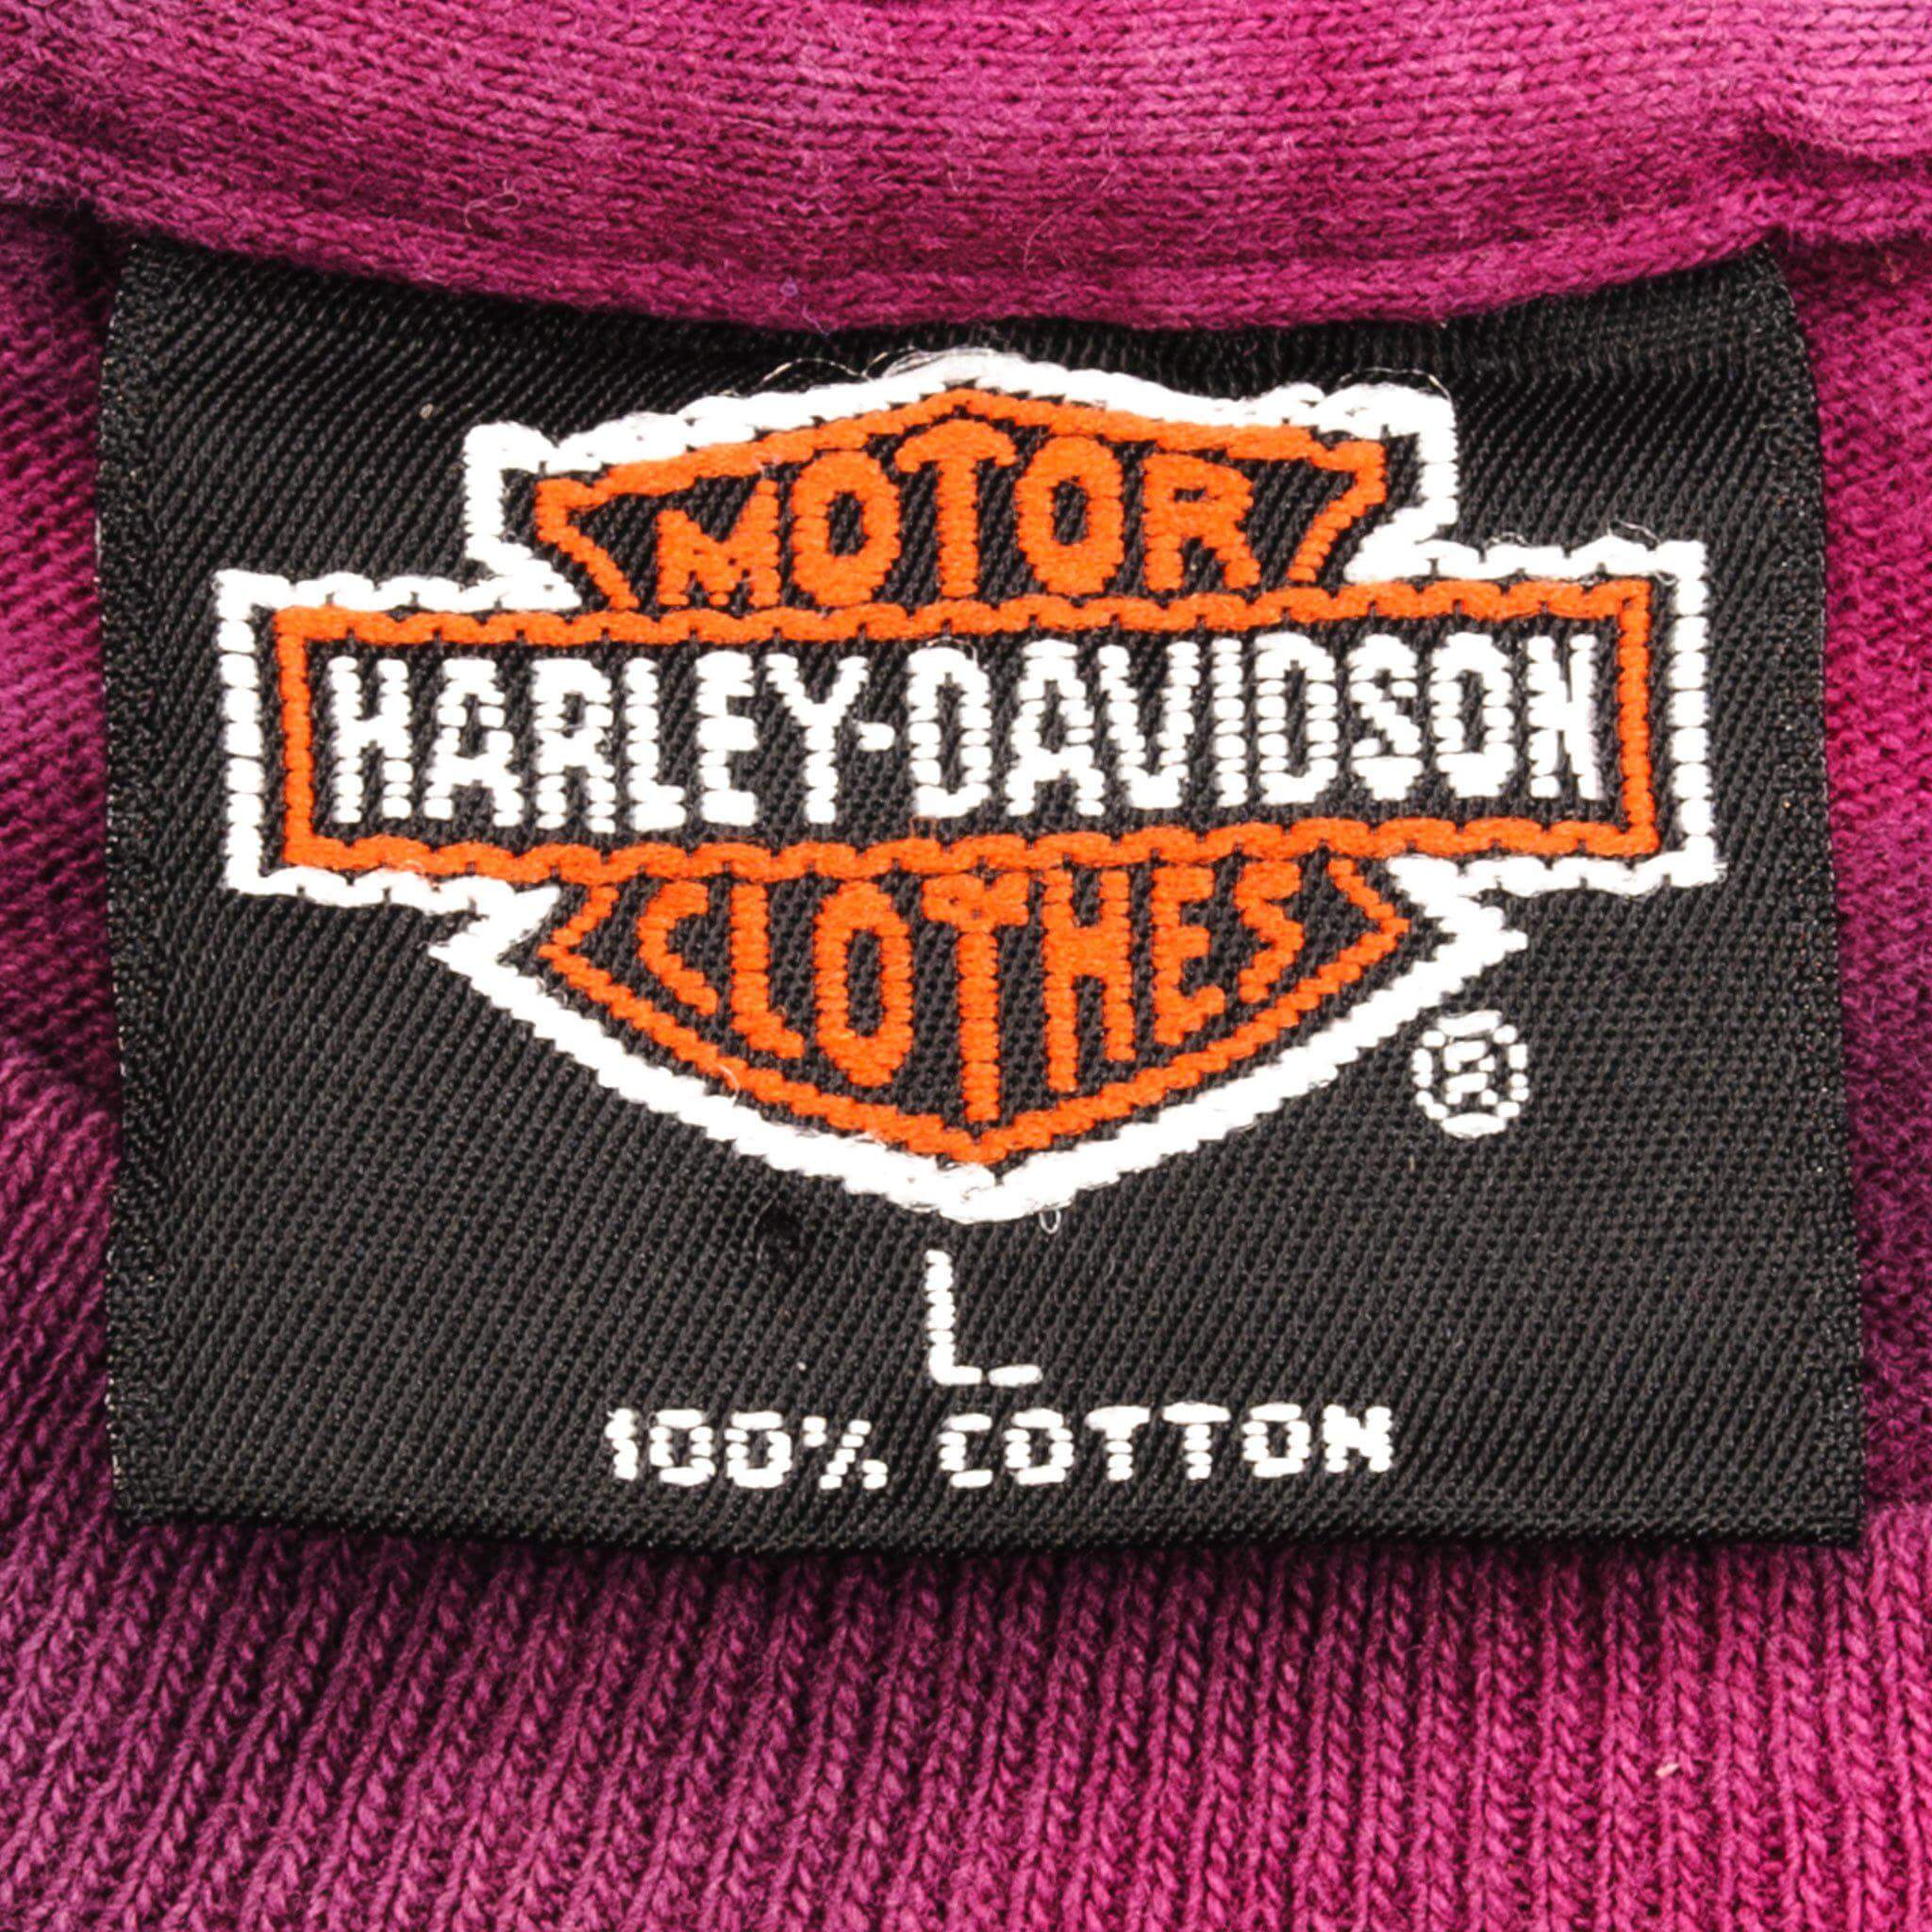 MOTOR
HARLEY-DAVIDSON
CLOTHES
®
L
100% COTTON